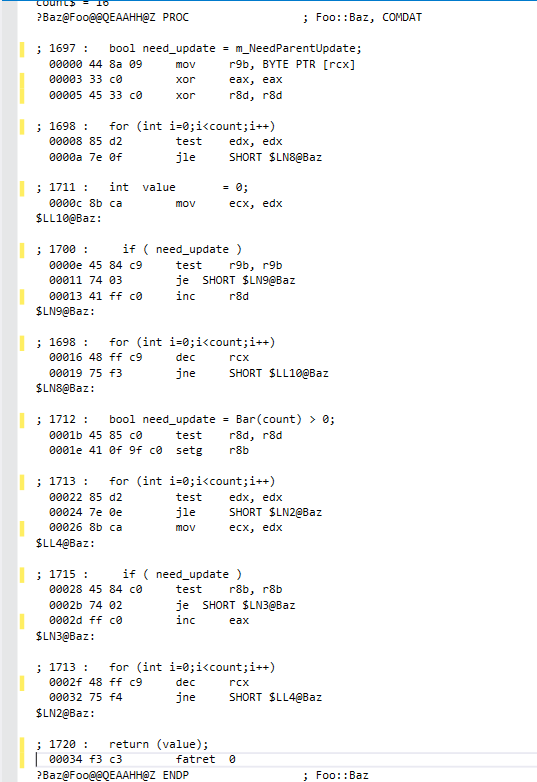 count$ = 16
?Baz@Foo@@QEAAHH@Z PROC ; Foo::Baz, COMDAT
; 1697 : bool need_update = m_NeedParentUpdate;
00000 44 8a 09 mov r9b, BYTE PTR [rcx]
00003 33 c0 xor eax, eax
00005 45 33 c0 xor r8d, r8d
; 1698 : for (int i=0;i<count;i++)
00008 85 d2 test edx, edx
0000a 7e 0f jle SHORT $LN8@Baz
; 1711 : int value = 0;
0000c 8b ca mov ecx, edx
$LL10@Baz:
; 1700 : if ( need_update )
0000e 45 84 c9 test r9b, r9b
00011 74 03 je SHORT $LN9@Baz
00013 41 ff c0 inc r8d
$LN9@Baz:
; 1698 : for (int i=0;i<count;i++)
00016 48 ff c9 dec rcx
00019 75 f3 jne SHORT $LL10@Baz
$LN8@Baz:
; 1712 : bool need_update = Bar(count) > 0;
0001b 45 85 c0 test r8d, r8d
0001e 41 0f 9f c0 setg r8b
; 1713 : for (int i=0;i<count;i++)
00022 85 d2 test edx, edx
00024 7e 0e jle SHORT $LN2@Baz
00026 8b ca mov ecx, edx
$LL4@Baz:
; 1715 : if ( need_update )
00028 45 84 c0 test r8b, r8b
0002b 74 02 je SHORT $LN3@Baz
0002d ff c0 inc eax
$LN3@Baz:
; 1713 : for (int i=0;i<count;i++)
0002f 48 ff c9 dec rcx
00032 75 f4 jne SHORT $LL4@Baz
$LN2@Baz:
; 1720 : return (value);
00034 f3 c3 fatret 0
?Baz@Foo@@QEAAHH@Z ENDP ; Foo::Baz